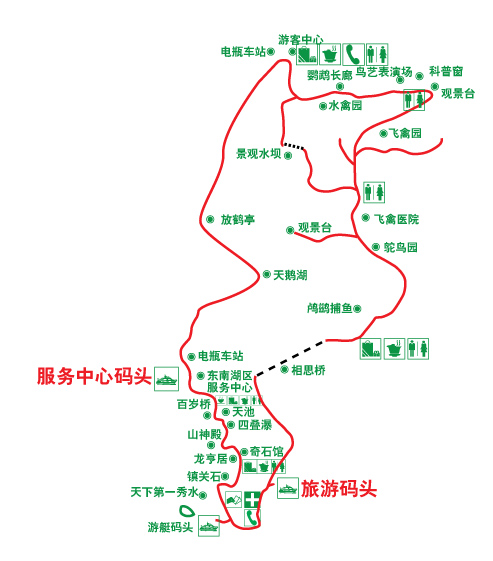 游客中心
电瓶车站
鹦鹉长廊
鸟艺表演场
科普窗
观景台
水禽园
飞禽园
景观水坝
放鹤亭
飞禽医院
观景台
鸵鸟园
天鹅湖
鸬鹚捕鱼
电瓶车站
相思桥
服务中心码头
东南湖区
服务中心
百岁桥
天池
四叠瀑
山神殿
奇石馆
龙亨居
镇关石
天下第一秀水
旅游码头
游艇码头